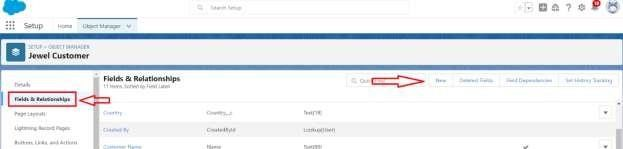 Search Setup
Setup Home Object Manager
SETUP > OBJECT MANAGER
Jewel Customer
Details
Fields & Relationships
Page Layouts
Lightning Record Pages
Buttons, Links, and Actions
Fields & Relationships
11 Items, Sorted by Field Label
New Deleted Fields Field Dependencies Set History Tracking
Country Country__c Text(18)
Created By CreatedById Lookup(User)
Customer Name Name Text(80)